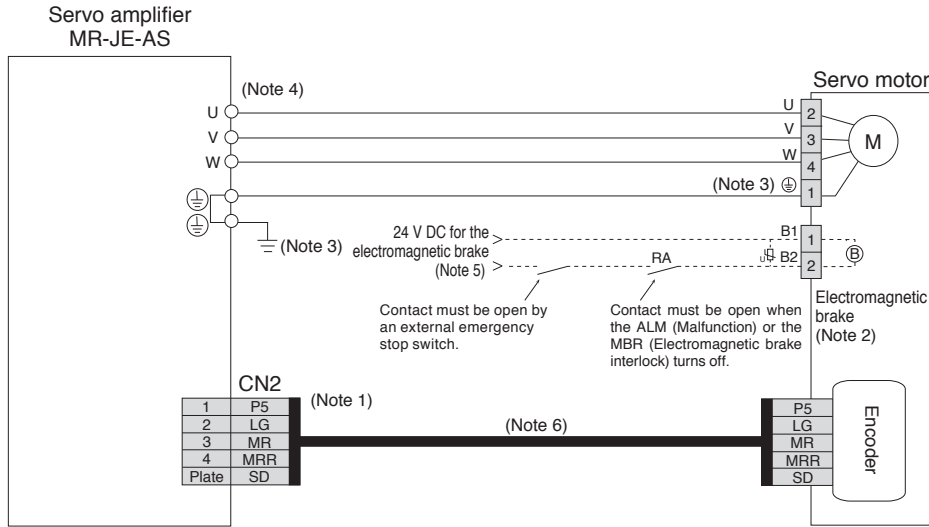 Servo amplifier
MR-JE-AS
Servo motor
(Note 4)
U
V
W
U
V
W
2
3
4
1
M
(Note 3)
(Note 3)
24 V DC for the
electromagnetic brake
(Note 5)
RA
B1
B2
1
2
B
U
Contact must be open by
an external emergency
stop switch.
Contact must be open when
the ALM (Malfunction) or the
MBR (Electromagnetic brake
interlock) turns off.
Electromagnetic
brake
(Note 2)
CN2
(Note 1)
(Note 6)
1 P5
2 LG
3 MR
4 MRR
Plate SD
P5
LG
MR
MRR
SD
Encoder